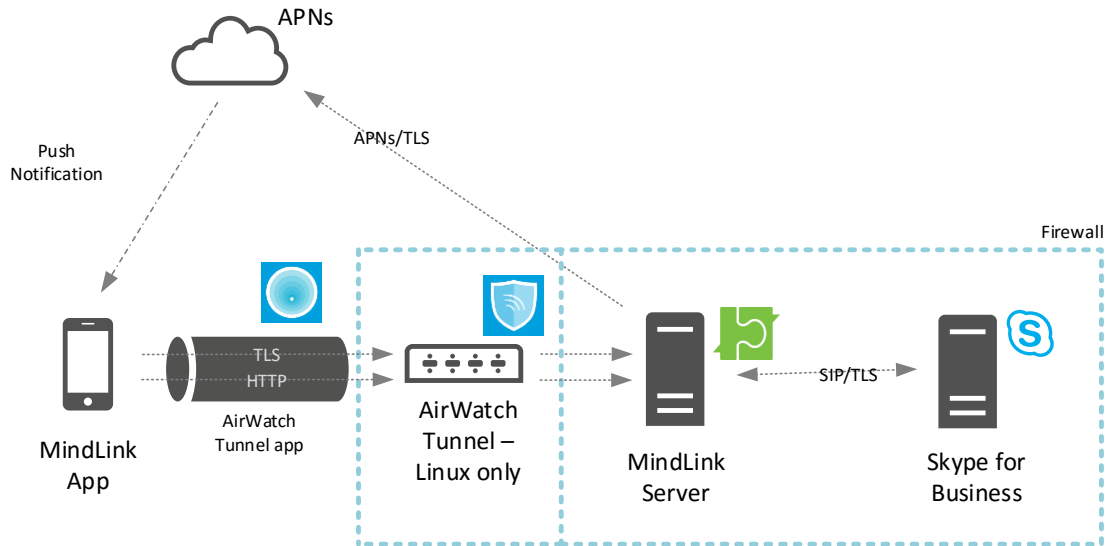 APNs
APNs/TLS
Push
Notification
Firewall
TLS
HTTP
AirWatch
Tunnel app
MindLink
App
AirWatch
Tunnel –
Linux only
MindLink
Server
SIP/TLS
S
Skype for
Business